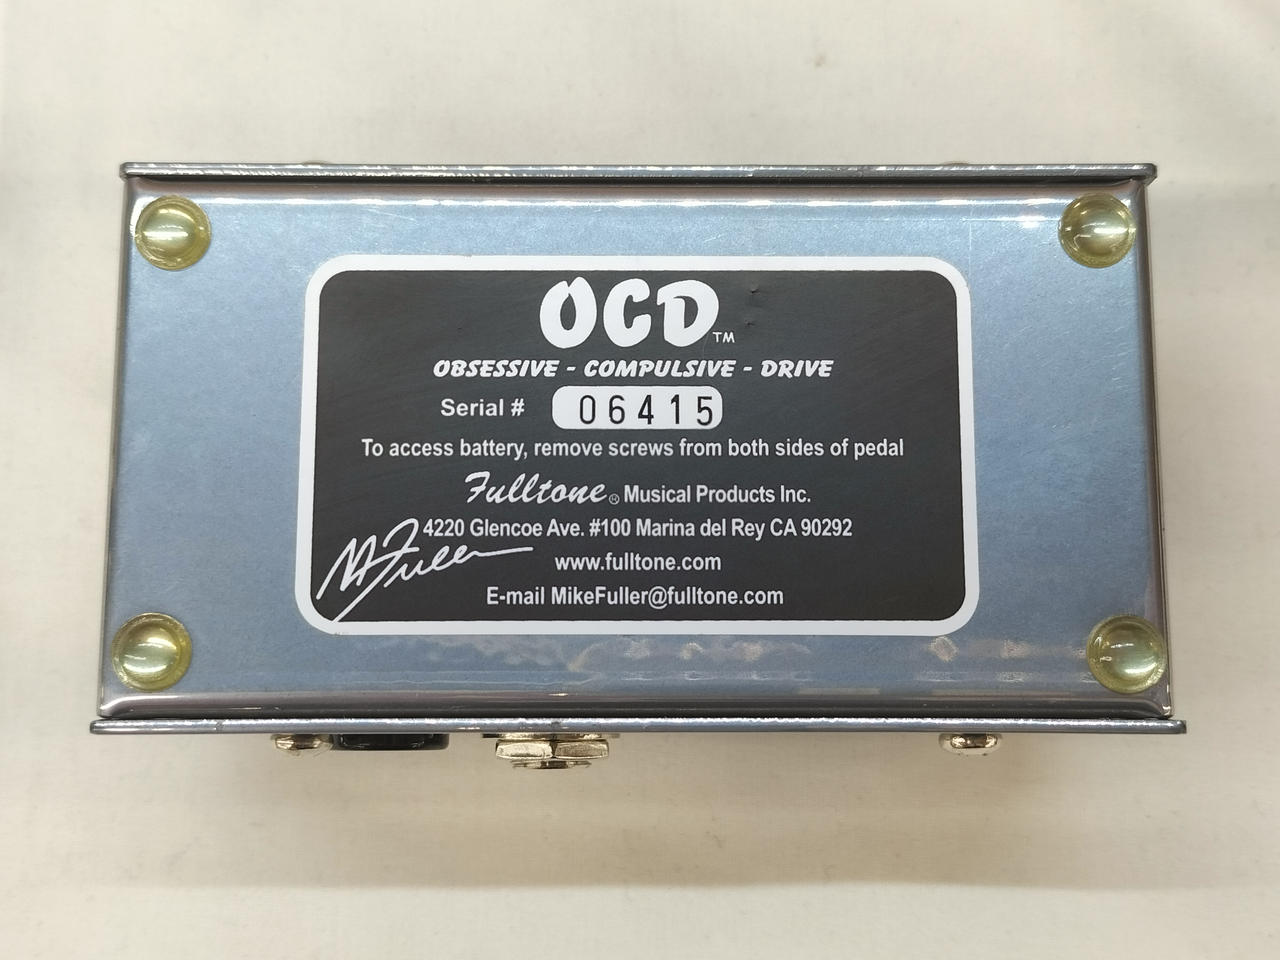 OCD™
OBSESSIVE - COMPULSIVE - DRIVE
Serial # 06415
To access battery, remove screws from both sides of pedal
Fulltone® Musical Products Inc.
4220 Glencoe Ave. #100 Marina del Rey CA 90292
M Fuller
www.fulltone.com
E-mail MikeFuller@fulltone.com